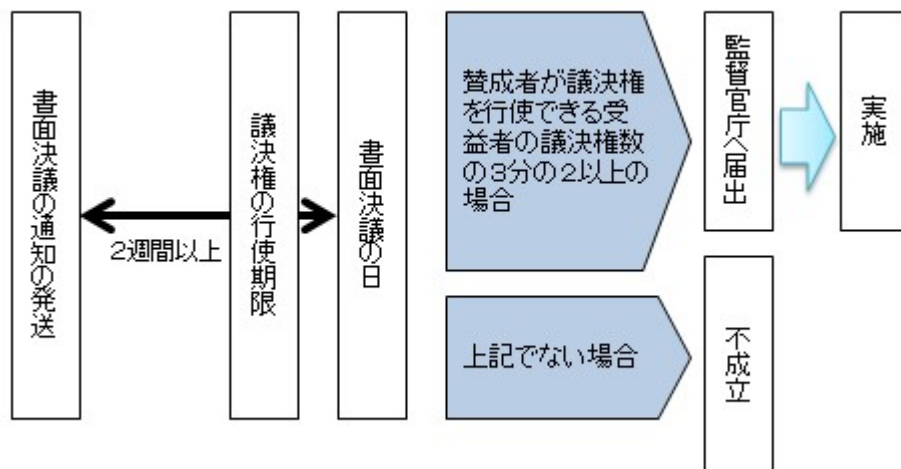 書面決議の通知の発送
2週間以上
議決権の行使期限
書面決議の日
賛成者が議決権
を行使できる受
益者の議決権数
の3分の2以上の
場合
監督官庁へ届出
実施
上記でない場合
不成立